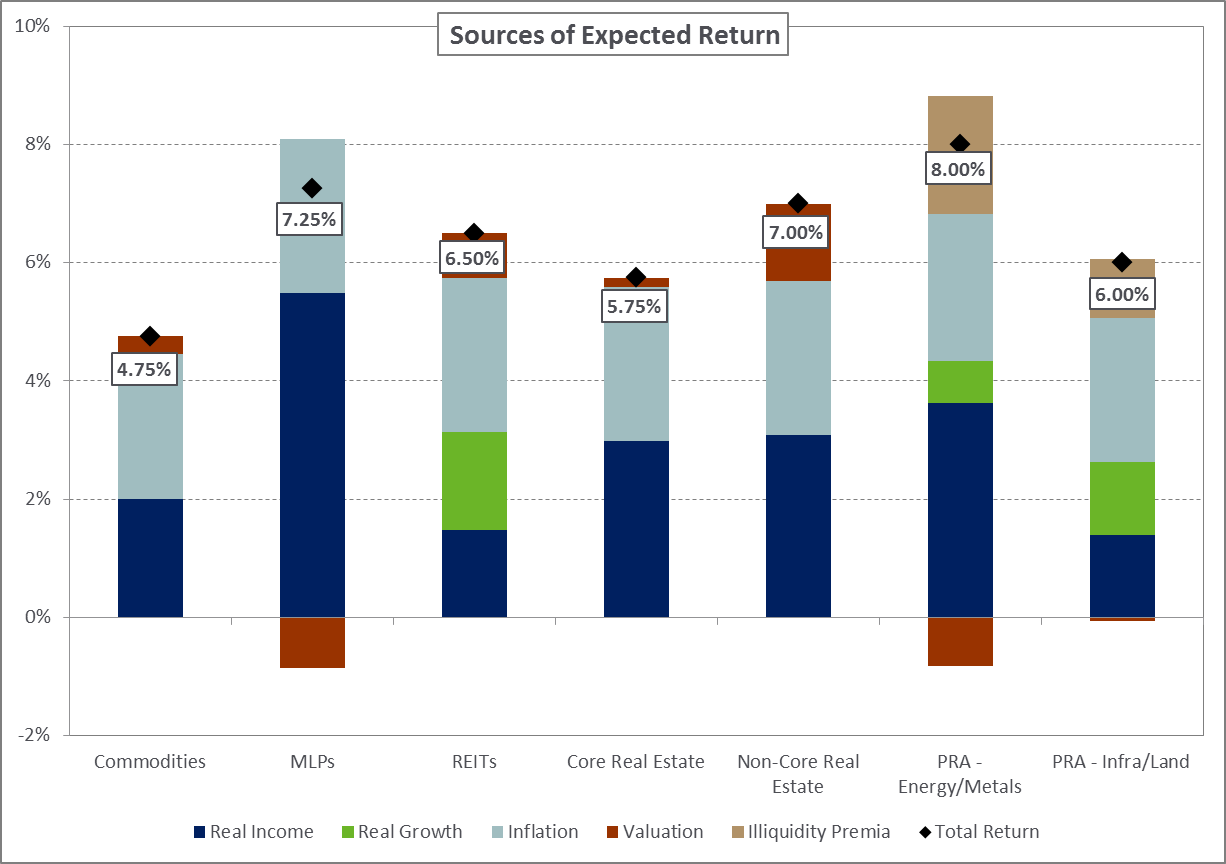 Sources of Expected Return
10%
8%
6%
4%
2%
0%
-2%
4.75%
7.25%
6.50%
5.75%
7.00%
8.00%
6.00%
Commodities
MLPs
REITs
Core Real Estate
Non-Core Real
Estate
PRA -
Energy/Metals
PRA - Infra/Land
Real Income
Real Growth
Inflation
Valuation
Illiquidity Premia
Total Return